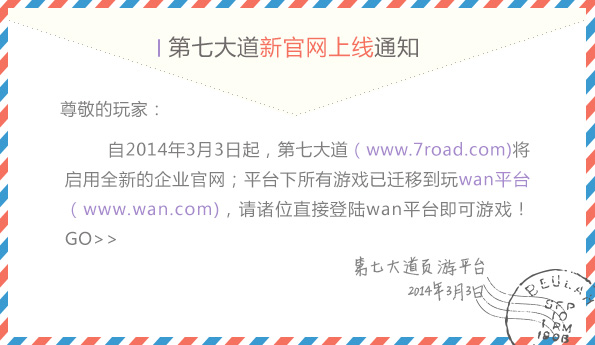 第七大道新官网上线通知
尊敬的玩家：
自2014年3月3日起，第七大道（www.7road.com)将
启用全新的企业官网；平台下所有游戏已迁移到玩wan平台
（www.wan.com)，请诸位直接登陆wan平台即可游戏！
GO>>
第七大道页游平台
2014年3月3日
BEULAH